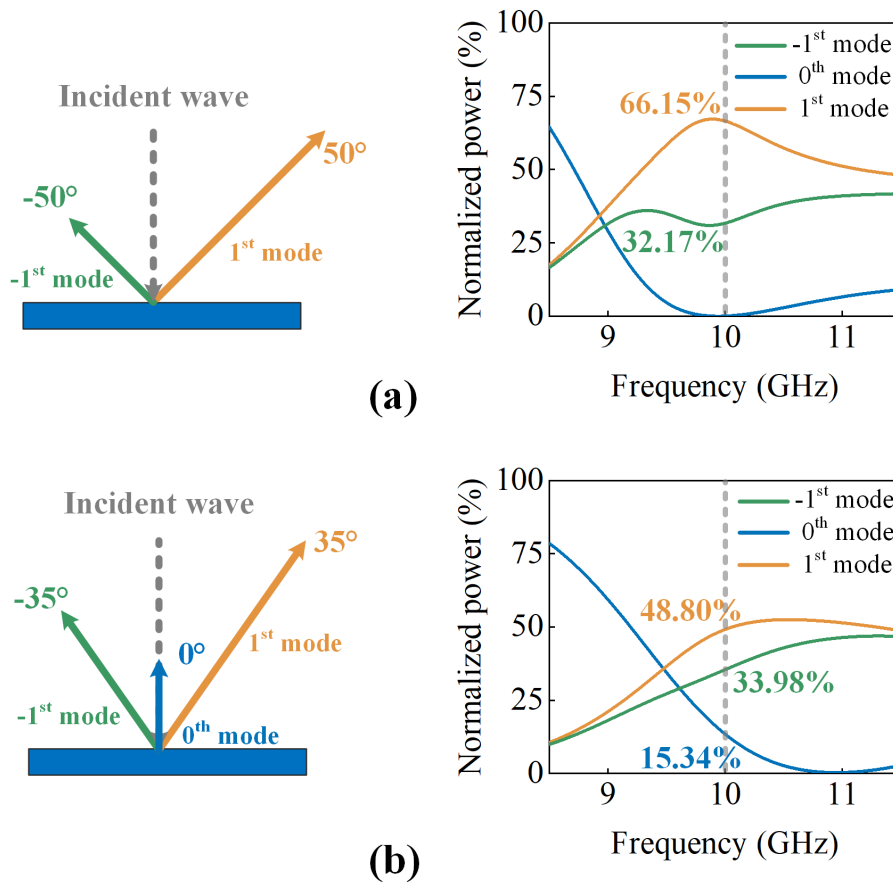 Incident wave
-50°
50°
-1st mode
1st mode
Normalized power (%)
100
75
50
25
0
9
10
11
Frequency (GHz)
-1st mode
0th mode
1st mode
66.15%
32.17%
(a)
Incident wave
-35°
35°
0°
-1st mode
0th mode
1st mode
Normalized power (%)
100
75
50
25
0
9
10
11
Frequency (GHz)
-1st mode
0th mode
1st mode
48.80%
33.98%
15.34%
(b)